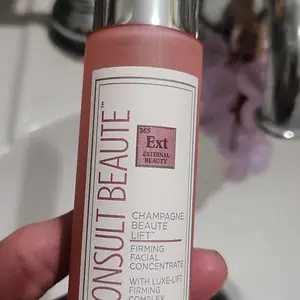 ONSULT BEAUTE™
365
Ext
EXTERNAL
BEAUTY
CHAMPAGNE
BEAUTE
LIFT™
FIRMING
FACIAL
CONCENTRATE
WITH LUXE-LIFT
FIRMING
COMPLEX